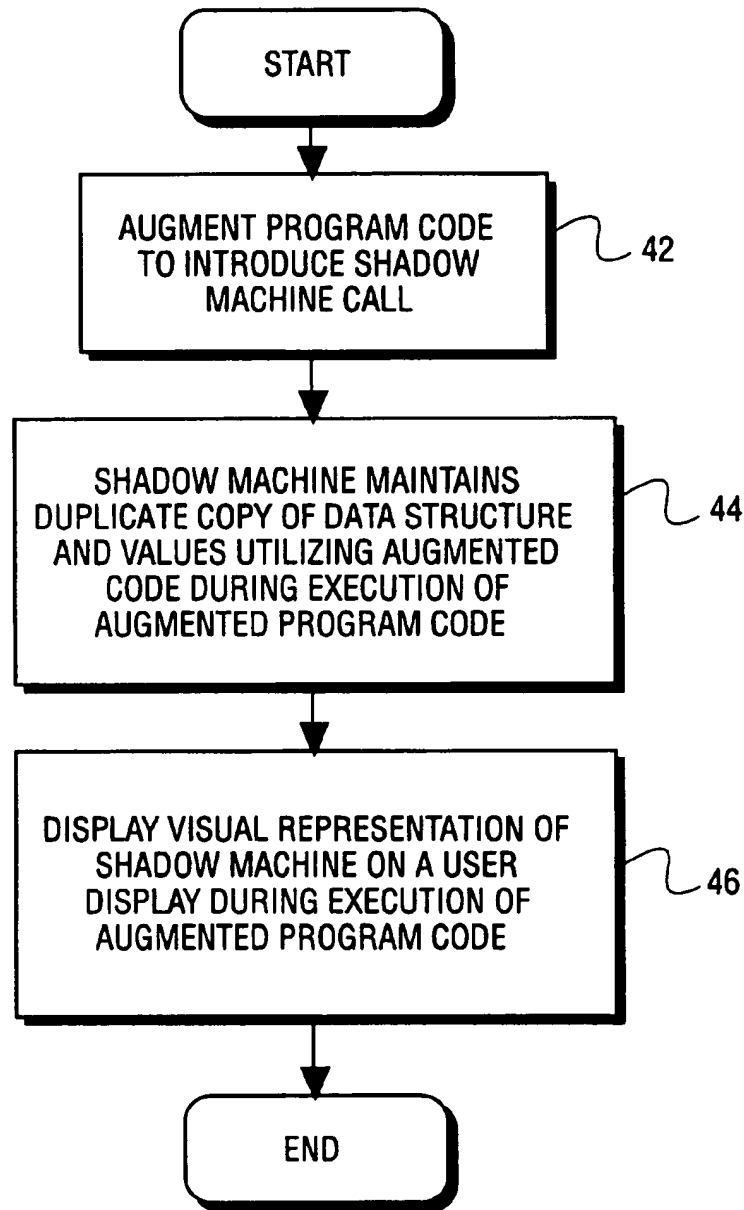 START
AUGMENT PROGRAM CODE
TO INTRODUCE SHADOW
MACHINE CALL
42
SHADOW MACHINE MAINTAINS
DUPLICATE COPY OF DATA STRUCTURE
AND VALUES UTILIZING AUGMENTED
CODE DURING EXECUTION OF
AUGMENTED PROGRAM CODE
44
DISPLAY VISUAL REPRESENTATION OF
SHADOW MACHINE ON A USER
DISPLAY DURING EXECUTION OF
AUGMENTED PROGRAM CODE
46
END